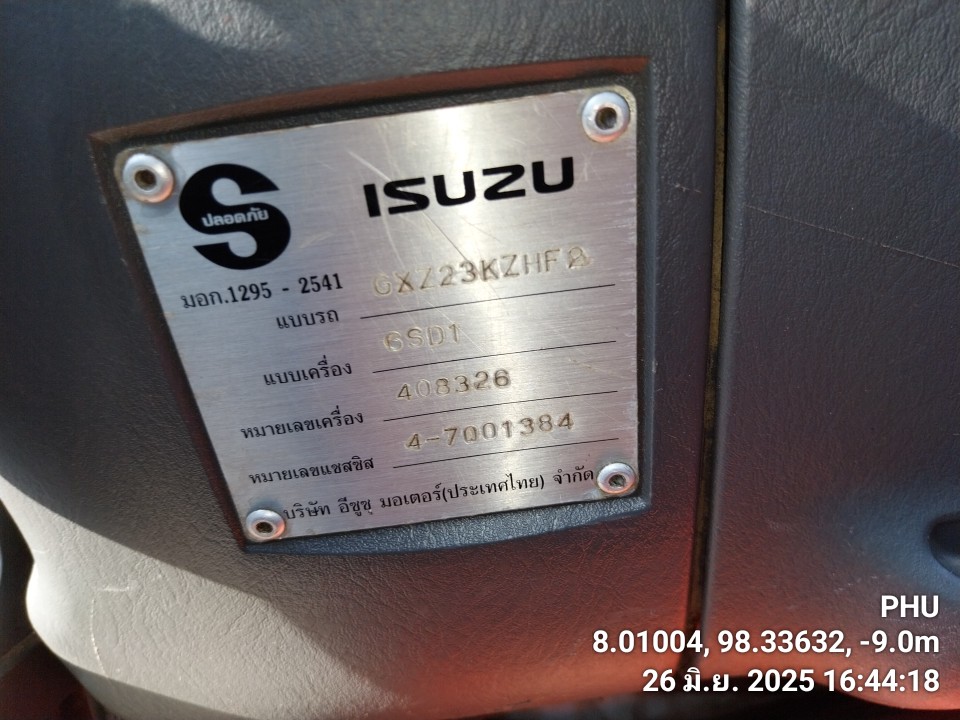 ปลอดภัย
ISUZU
มอก.1295 - 2541
แบบรถ GXZ23KZHF2
แบบเครื่อง 6SD1
หมายเลขเครื่อง 408326
หมายเลขแชสซิส 4-7001384
บริษัท อีซูซุ มอเตอร์(ประเทศไทย) จำกัด
PHU
8.01004, 98.33632, -9.0m
26 มิ.ย. 2025 16:44:18